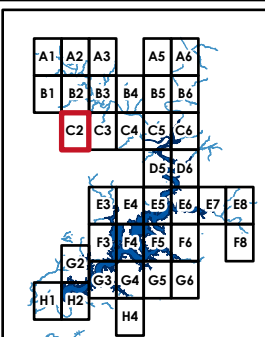 A1 A2 A3 A5 A6
B1 B2 B3 B4 B5 B6
C2 C3 C4 C5 C6
D5 D6
E3 E4 E5 E6 E7 E8
F3 F4 F5 F6 F8
G2
G3 G4 G5 G6
H1 H2
H4